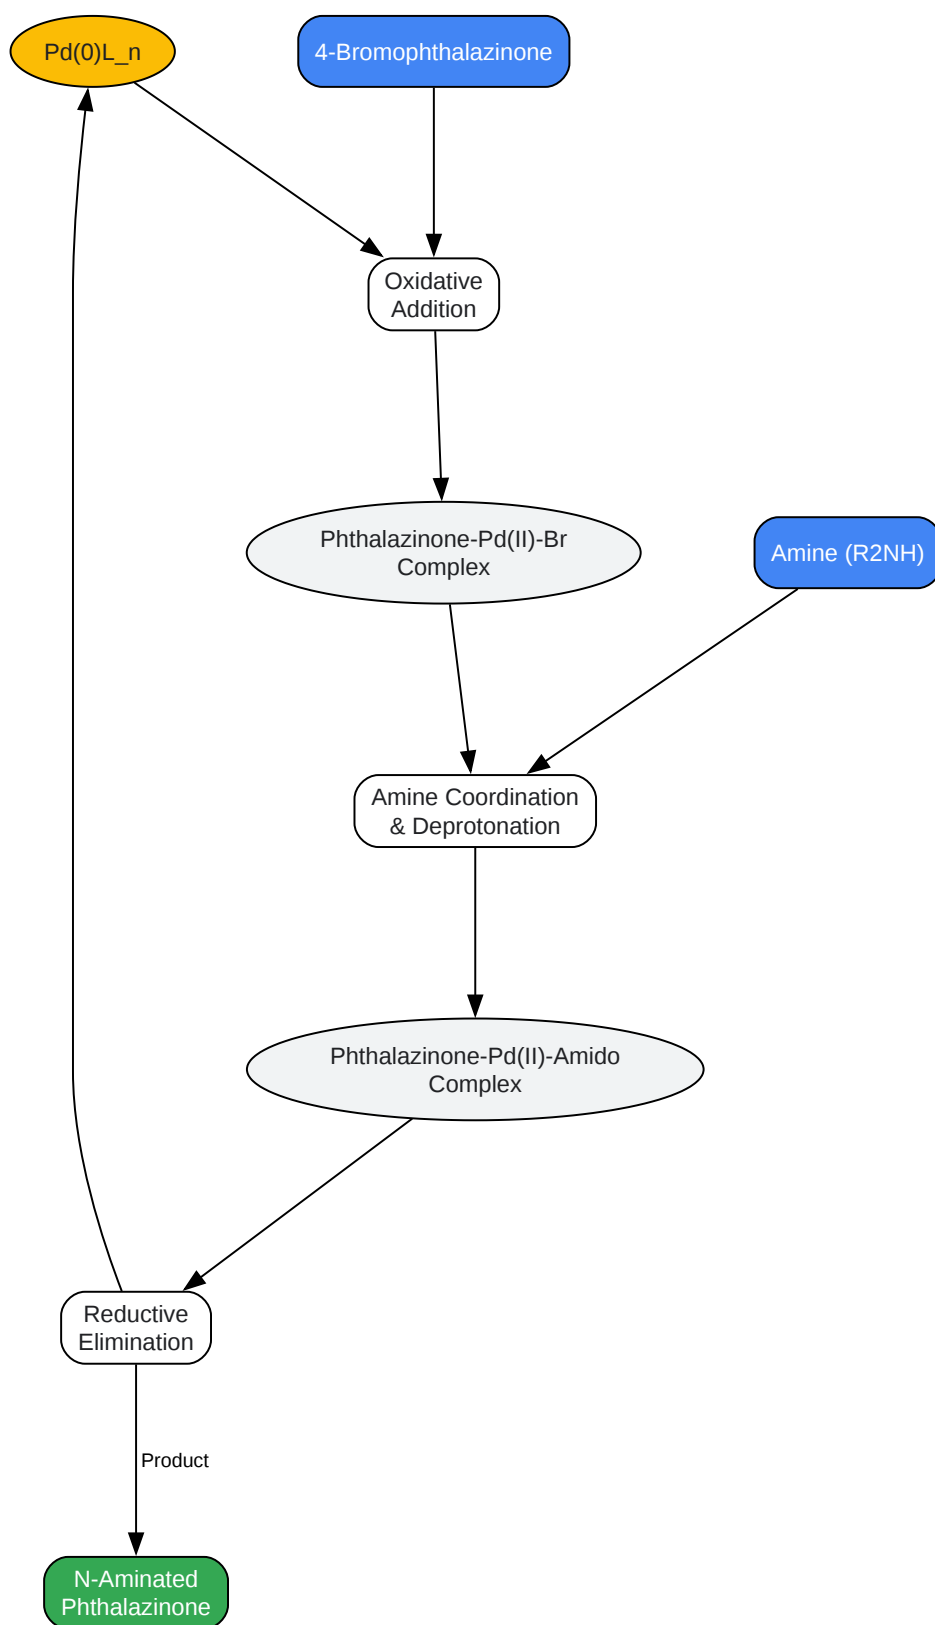 Pd(0)L_n
4-Bromophthalazinone
Oxidative
Addition
Phthalazinone-Pd(II)-Br
Complex
Amine (R2NH)
Amine Coordination
& Deprotonation
Phthalazinone-Pd(II)-Amido
Complex
Reductive
Elimination
Product
N-Aminated
Phthalazinone